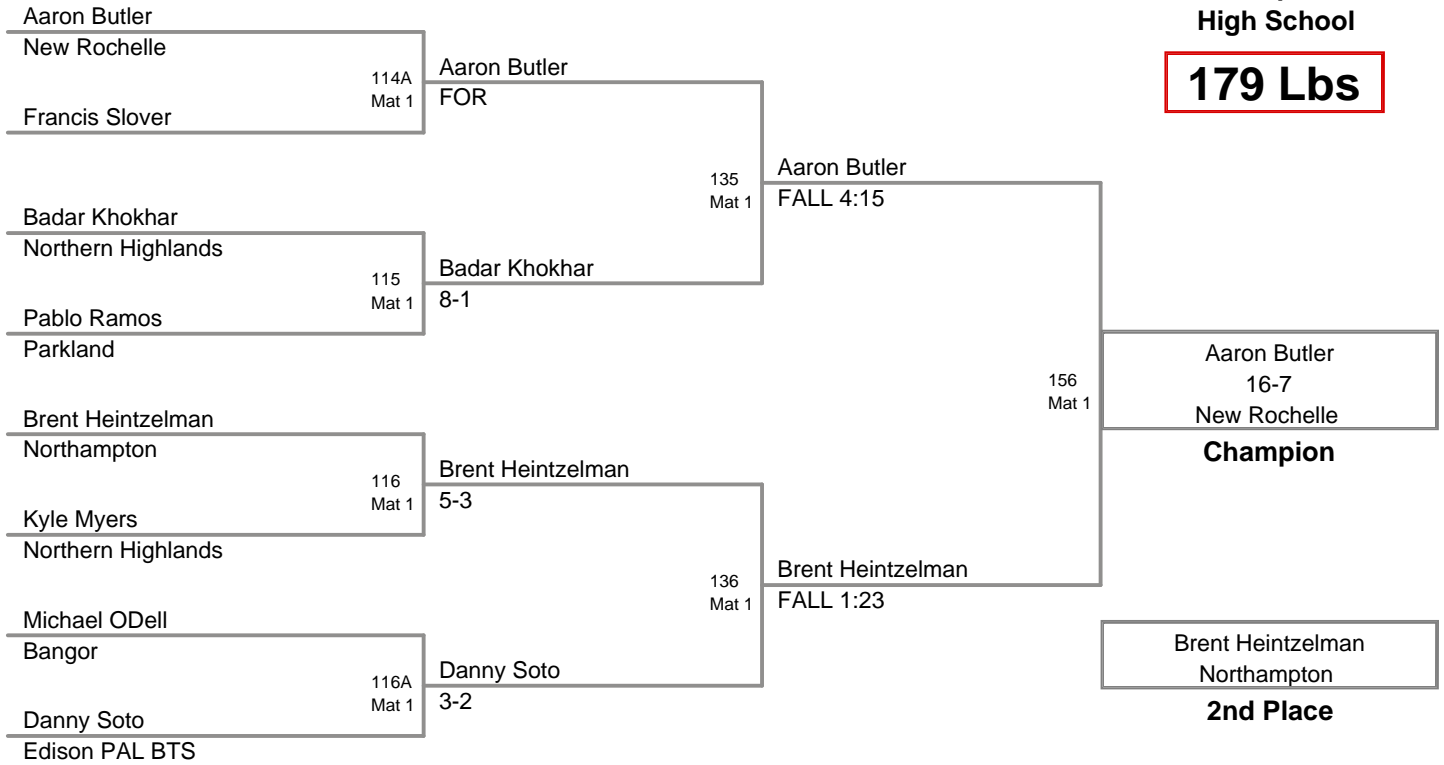 High School
179 Lbs
Aaron Butler
New Rochelle
114A
Mat 1
Francis Slover
Aaron Butler
FOR
Badar Khokhar
Northern Highlands
115
Mat 1
Pablo Ramos
Parkland
Badar Khokhar
8-1
135
Mat 1
Aaron Butler
FALL 4:15
Brent Heintzelman
Northampton
116
Mat 1
Kyle Myers
Northern Highlands
Brent Heintzelman
5-3
Michael ODell
Bangor
116A
Mat 1
Danny Soto
Edison PAL BTS
Danny Soto
3-2
136
Mat 1
Brent Heintzelman
FALL 1:23
156
Mat 1
Aaron Butler
16-7
New Rochelle
Champion
Brent Heintzelman
Northampton
2nd Place